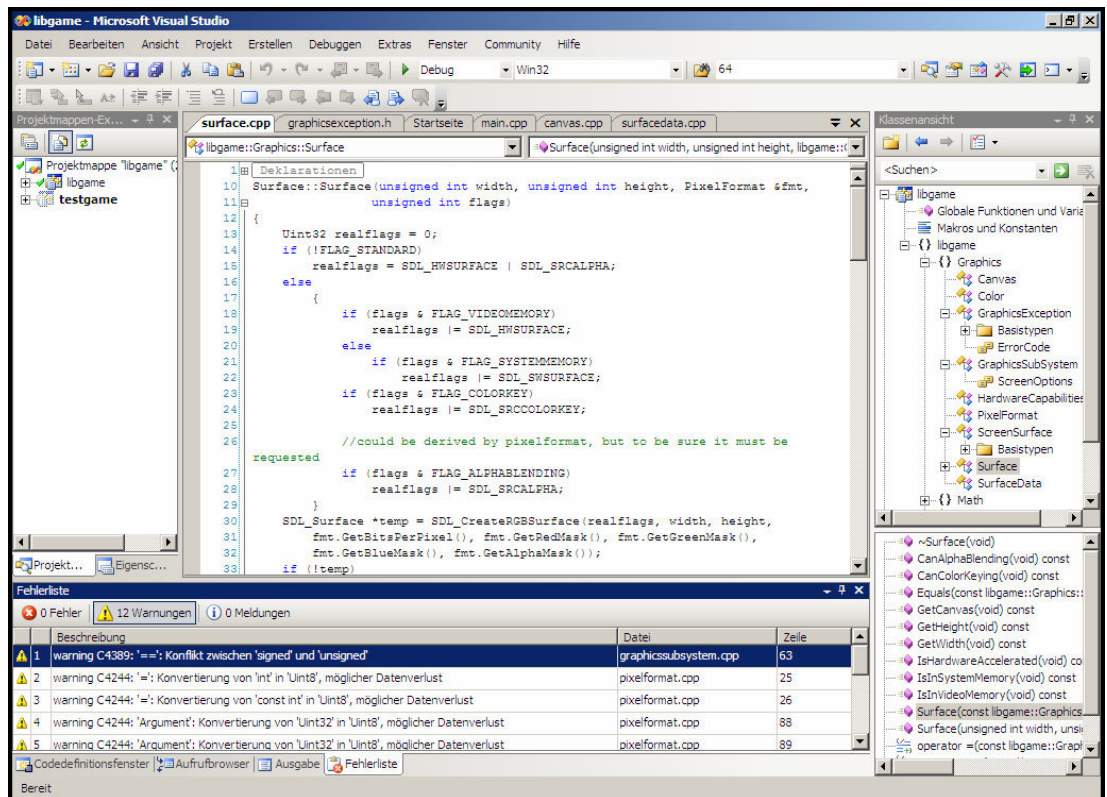 libgame - Microsoft Visual Studio
Datei Bearbeiten Ansicht Projekt Erstellen Debuggen Extras Fenster Community Hilfe
Debug Win32 64
Projektmappen-Ex...
Projektmappe "libgame" (
libgame
testgame
Projekt... Eigensc...
surface.cpp graphicsexception.h Startseite main.cpp canvas.cpp surfacedata.cpp
libgame::Graphics::Surface Surface(unsigned int width, unsigned int height, libgame::(
1 Deklarationen
10 Surface::Surface(unsigned int width, unsigned int height, PixelFormat &fmt,
11 unsigned int flags)
12 {
13 Uint32 realflags = 0;
14 if (!FLAG_STANDARD)
15 realflags = SDL_HWSURFACE | SDL_SRCALPHA;
16 else
17 {
18 if (flags & FLAG_VIDEOMEMORY)
19 realflags |= SDL_HWSURFACE;
20 else
21 if (flags & FLAG_SYSTEMMEMORY)
22 realflags |= SDL_SWSURFACE;
23 if (flags & FLAG_COLORKEY)
24 realflags |= SDL_SRCCOLORKEY;
25
26 //could be derived by pixelformat, but to be sure it must be
requested
27 if (flags & FLAG_ALPHABLENDING)
28 realflags |= SDL_SRCALPHA;
29 }
30 SDL_Surface *temp = SDL_CreateRGBSurface(realflags, width, height,
31 fmt.GetBitsPerPixel(), fmt.GetRedMask(), fmt.GetGreenMask(),
32 fmt.GetBlueMask(), fmt.GetAlphaMask());
33 if (!temp)
Klassenansicht
<Suchen>
libgame
Globale Funktionen und Varia
Makros und Konstanten
{} libgame
{} Graphics
Canvas
Color
GraphicsException
Basistypen
ErrorCode
GraphicsSubSystem
ScreenOptions
HardwareCapabilities
PixelFormat
ScreenSurface
Basistypen
Surface
SurfaceData
{} Math
~Surface(void)
CanAlphaBlending(void) const
CanColorKeying(void) const
Equals(const libgame::Graphics::
GetCanvas(void) const
GetHeight(void) const
GetWidth(void) const
IsHardwareAccelerated(void) co
IsInSystemMemory(void) const
IsInVideoMemory(void) const
Surface(const libgame::Graphics
Surface(unsigned int width, unsi
operator =(const libgame::Grap
Fehlerliste
0 Fehler 12 Warnungen 0 Meldungen
Beschreibung Datei Zeile
1 warning C4389: '==': Konflikt zwischen 'signed' und 'unsigned' graphicssubsystem.cpp 63
2 warning C4244: '=': Konvertierung von 'int' in 'Uint8', möglicher Datenverlust pixelformat.cpp 25
3 warning C4244: '=': Konvertierung von 'const int' in 'Uint8', möglicher Datenverlust pixelformat.cpp 26
4 warning C4244: 'Argument': Konvertierung von 'Uint32' in 'Uint8', möglicher Datenverlust pixelformat.cpp 88
5 warning C4244: 'Argument': Konvertierung von 'Uint32' in 'Uint8', möglicher Datenverlust pixelformat.cpp 89
Codedefinitionsfenster Aufrufbrowser Ausgabe Fehlerliste
Bereit